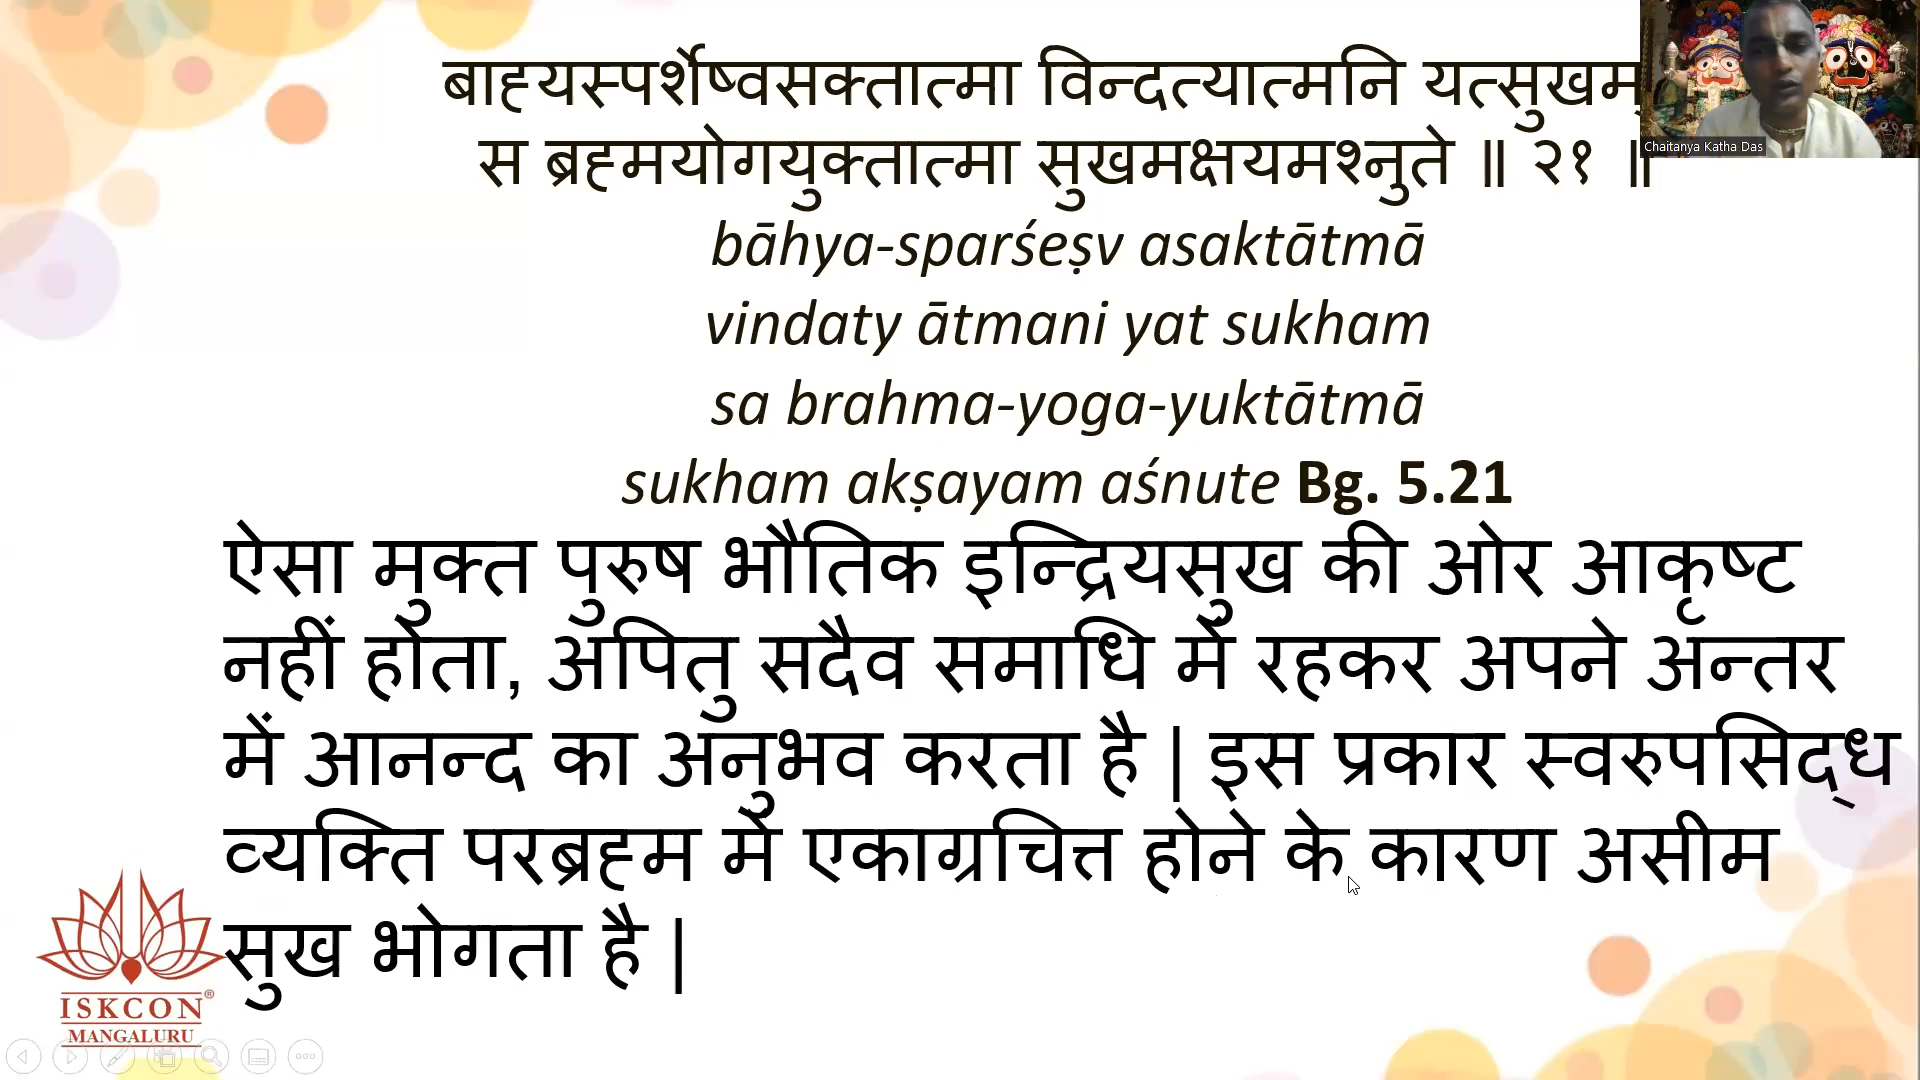 बाह्यस्पर्शेष्वसक्तात्मा विन्दत्यात्मनि यत्सुखम्
स ब्रह्मयोगयुक्तात्मा सुखमक्षयमश्नुते ॥ २१ ॥
Chaitanya Katha Das
bāhya-sparśeṣv asaktātmā
vindaty ātmani yat sukham
sa brahma-yoga-yuktātmā
sukham akṣayam aśnute Bg. 5.21
ऐसा मुक्त पुरुष भौतिक इन्द्रियसुख की ओर आकृष्ट
नहीं होता, अपितु सदैव समाधि में रहकर अपने अन्तर
में आनन्द का अनुभव करता है | इस प्रकार स्वरुपसिद्ध
व्यक्ति परब्रह्म में एकाग्रचित्त होने के कारण असीम
सुख भोगता है |
ISKCON®
MANGALURU